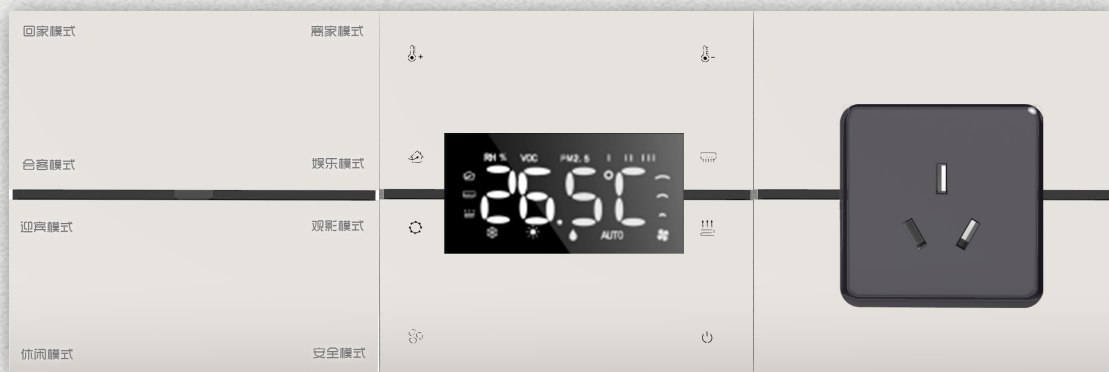 回家模式
离家模式
会客模式
娱乐模式
迎宾模式
观影模式
休闲模式
安全模式
+
-
RH % VOC PM2.5 I II III
26.5°C
AUTO